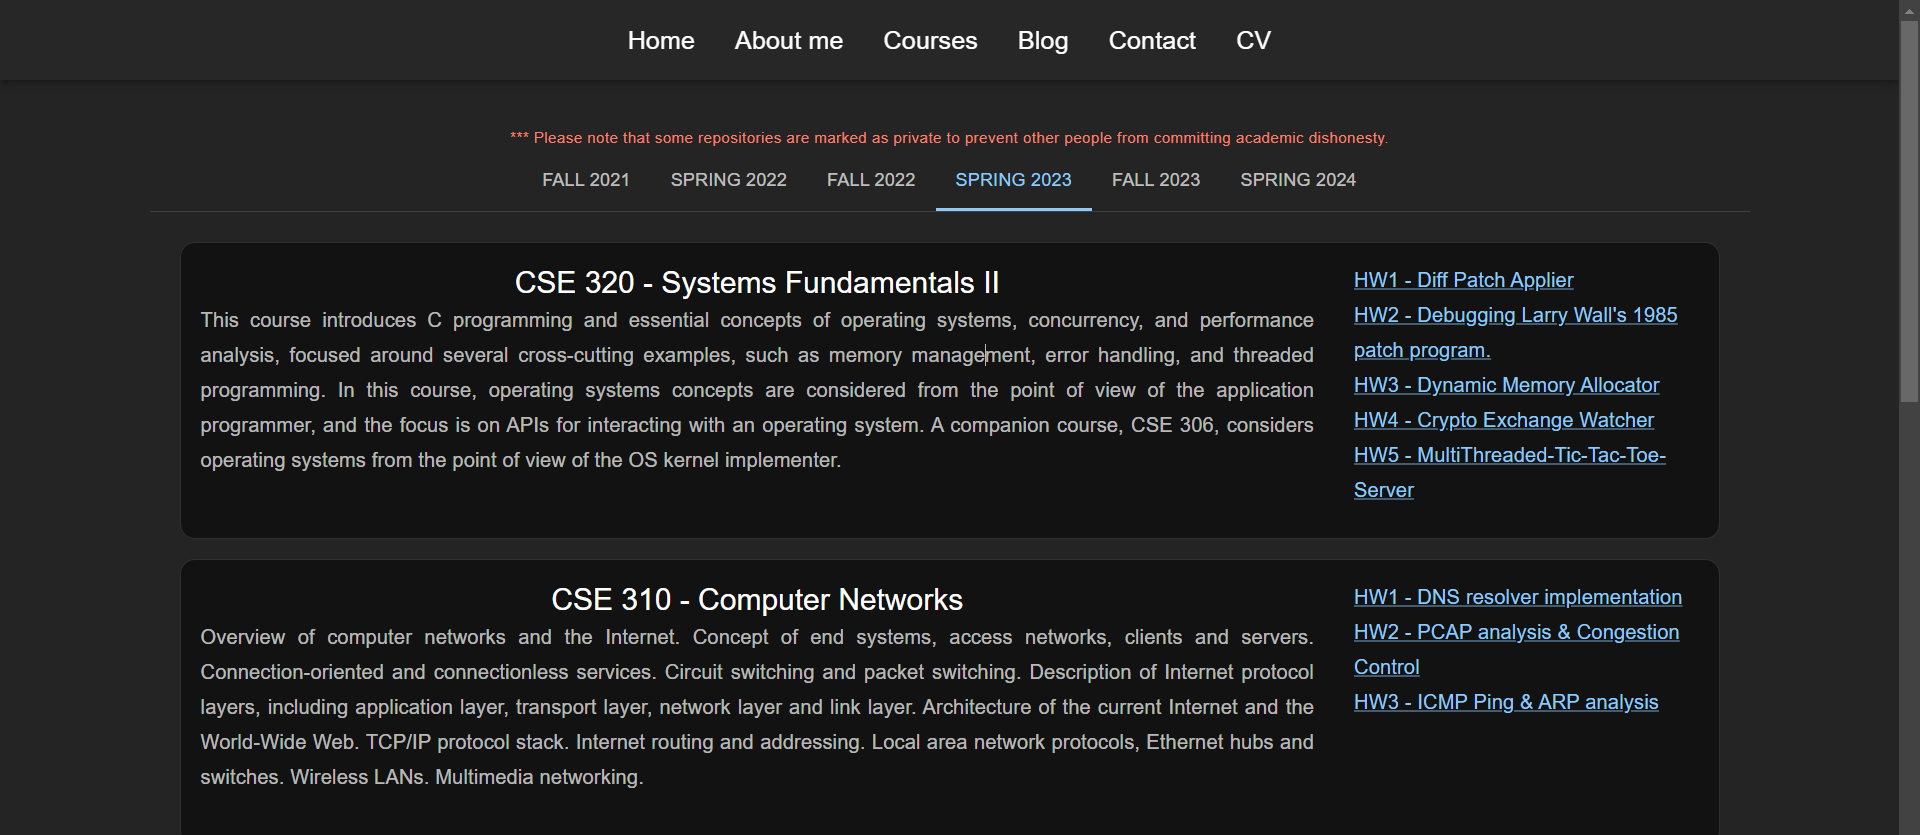 Home About me Courses Blog Contact CV
*** Please note that some repositories are marked as private to prevent other people from committing academic dishonesty.
FALL 2021 SPRING 2022 FALL 2022 SPRING 2023 FALL 2023 SPRING 2024
CSE 320 - Systems Fundamentals II
This course introduces C programming and essential concepts of operating systems, concurrency, and performance
analysis, focused around several cross-cutting examples, such as memory management, error handling, and threaded
programming. In this course, operating systems concepts are considered from the point of view of the application
programmer, and the focus is on APIs for interacting with an operating system. A companion course, CSE 306, considers
operating systems from the point of view of the OS kernel implementer.
HW1 - Diff Patch Applier
HW2 - Debugging Larry Wall's 1985
patch program.
HW3 - Dynamic Memory Allocator
HW4 - Crypto Exchange Watcher
HW5 - MultiThreaded-Tic-Tac-Toe-
Server
CSE 310 - Computer Networks
Overview of computer networks and the Internet. Concept of end systems, access networks, clients and servers.
Connection-oriented and connectionless services. Circuit switching and packet switching. Description of Internet protocol
layers, including application layer, transport layer, network layer and link layer. Architecture of the current Internet and the
World-Wide Web. TCP/IP protocol stack. Internet routing and addressing. Local area network protocols, Ethernet hubs and
switches. Wireless LANs. Multimedia networking.
HW1 - DNS resolver implementation
HW2 - PCAP analysis & Congestion
Control
HW3 - ICMP Ping & ARP analysis